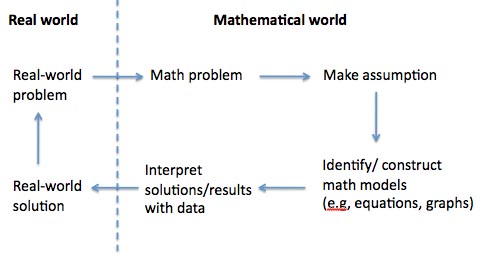 Real world
Mathematical world
Real-world
problem
Math problem
Make assumption
Identify/ construct
math models
(e.g, equations, graphs)
Interpret
solutions/results
with data
Real-world
solution